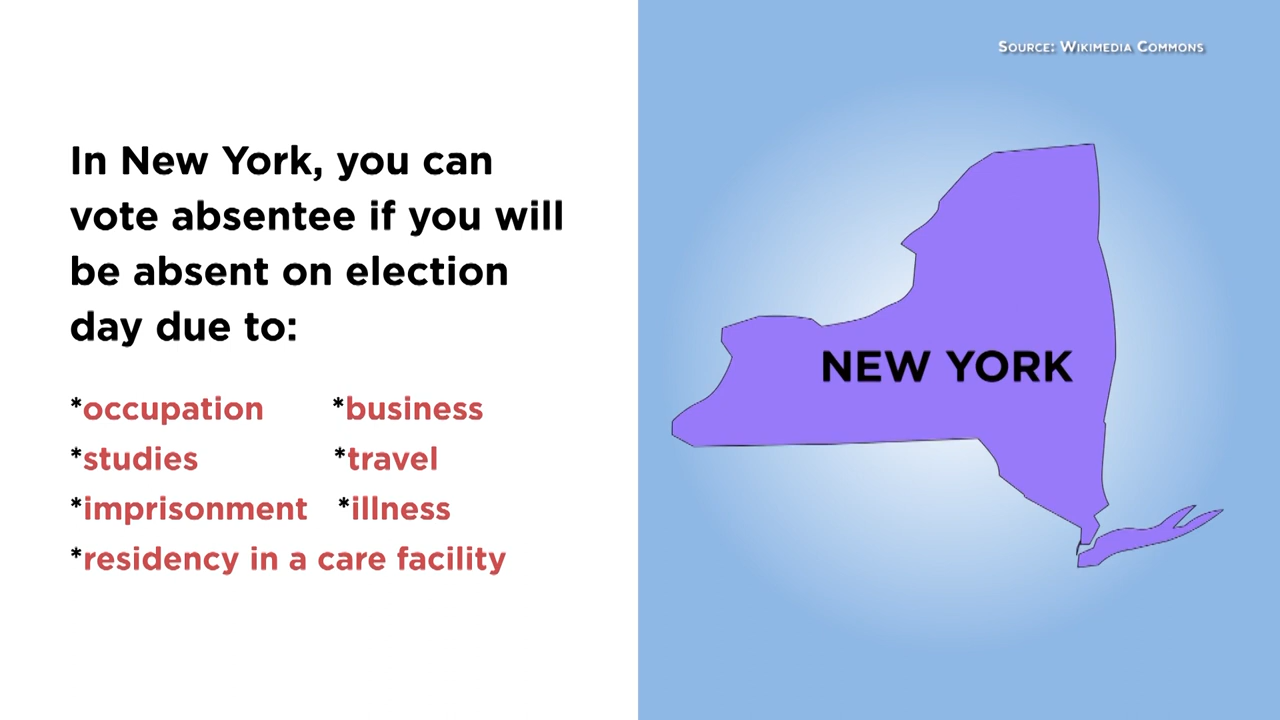 Source: Wikimedia Commons
In New York, you can
vote absentee if you will
be absent on election
day due to:
*occupation *business
*studies *travel
*imprisonment *illness
*residency in a care facility
NEW YORK